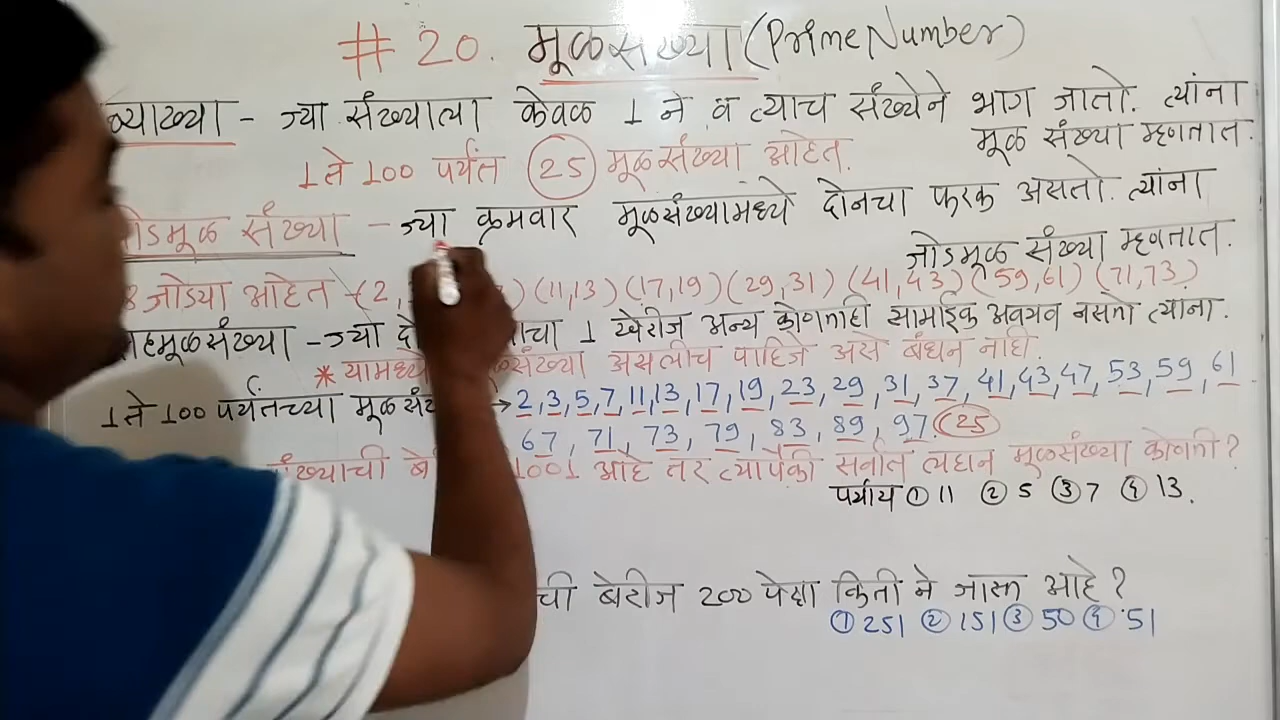 # 20. मूळसंख्या (Prime Number)
व्याख्या - ज्या संख्याला केवळ 1 ने व त्याच संख्येने भाग जातो. त्यांना
मूळ संख्या म्हणतात.
1 ते 100 पर्यंत 25 मूळसंख्या आहेत.
जोडमूळ संख्या - ज्या क्रमवार मूळसंख्यामध्ये दोनचा फरक असतो. त्यांना
जोडमूळ संख्या म्हणतात.
8 जोड्या आहेत (11,13) (17,19) (29,31) (41,43) (59,61) (71,73)
सहमूळसंख्या - ज्या 1 खेरीज अन्य कोणताही सामाईक अवयव नसतो त्याना.
* यामध्ये असलीच पाहिजे असे बंधन नाही.
1 ते 100 पर्यंतच्या मूळ → 2, 3, 5, 7, 11, 13, 17, 19, 23, 29, 31, 37, 41, 43, 47, 53, 59, 61
67, 71, 73, 79, 83, 89, 97. 25
1001 आहे तर त्यापैकी सर्वात लहान मूळसंख्या कोणती?
पर्याय ① 11 ② 5 ③ 7 ④ 13.
ची बेरीज 200 पेक्षा किती ने जास्त आहे?
① 251 ② 151 ③ 50 ④ 51